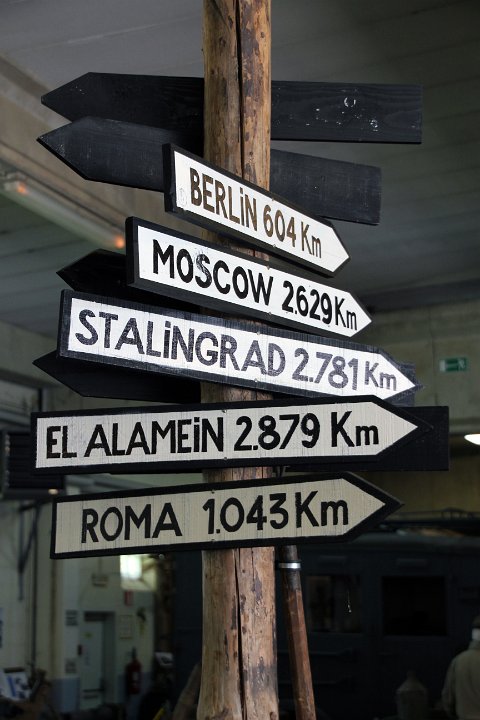 BERLiN 604 Km
MOSCOW 2.629 Km
STALiNGRAD 2.781 Km
EL ALAMEiN 2.879 Km
ROMA 1.043 Km